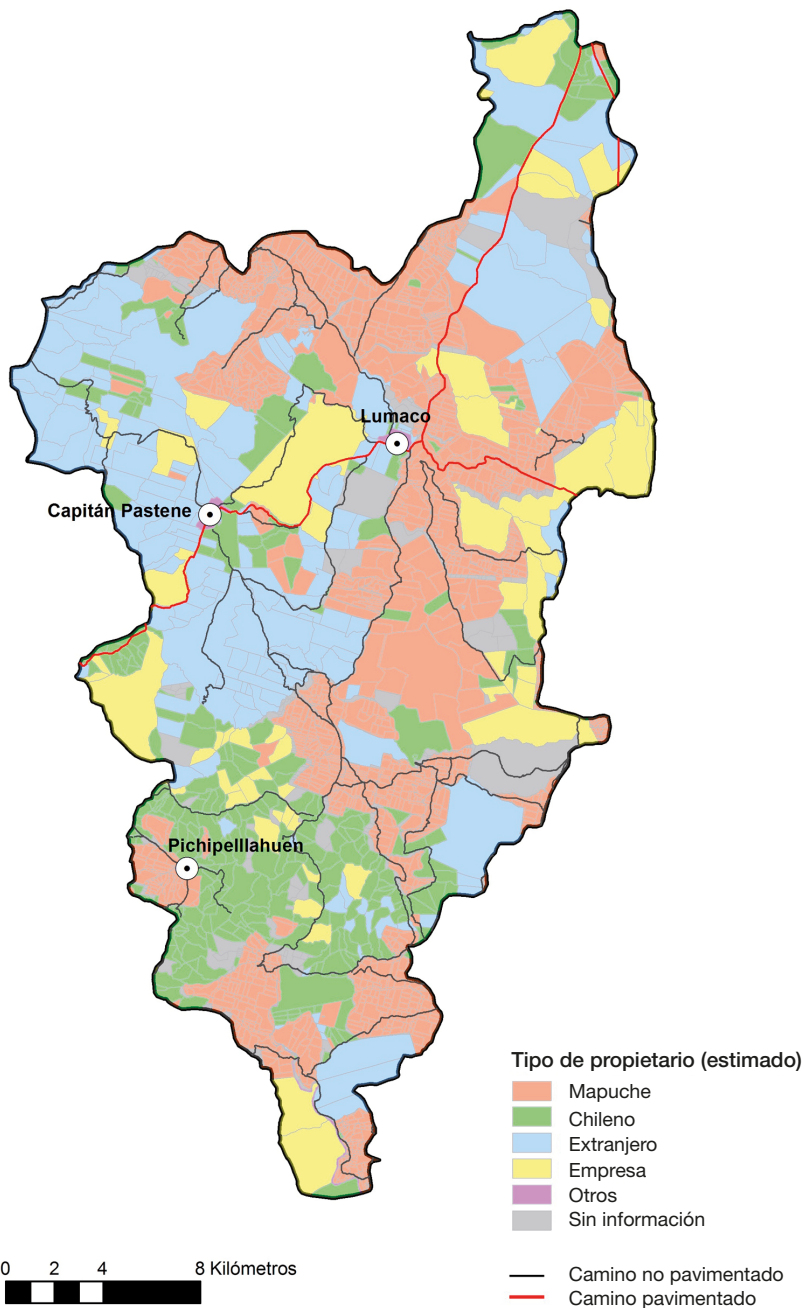 Lumaco
Capitán Pastene
Pichipelllahuen
Tipo de propietario (estimado)
Mapuche
Chileno
Extranjero
Empresa
Otros
Sin información
0 2 4 8 Kilómetros
Camino no pavimentado
Camino pavimentado